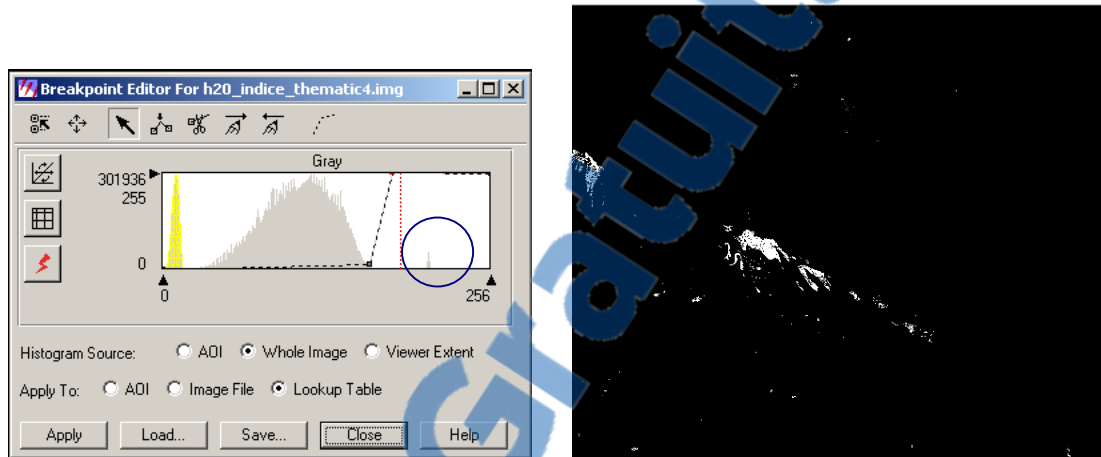 Breakpoint Editor For h20_indice_thematic4.img
Gray
301936
255
0
0
256
Histogram Source: AOI Whole Image Viewer Extent
Apply To: AOI Image File Lookup Table
Apply Load... Save... Close Help
Gratuit